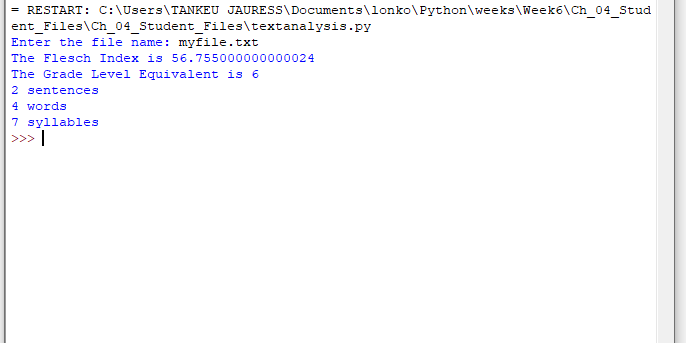 = RESTART: C:\Users\TANKEU JAURESS\Documents\lonko\Python\weeks\Week6\Ch_04_Stud
ent_Files\Ch_04_Student_Files\textanalysis.py
Enter the file name: myfile.txt
The Flesch Index is 56.755000000000024
The Grade Level Equivalent is 6
2 sentences
4 words
7 syllables
>>>